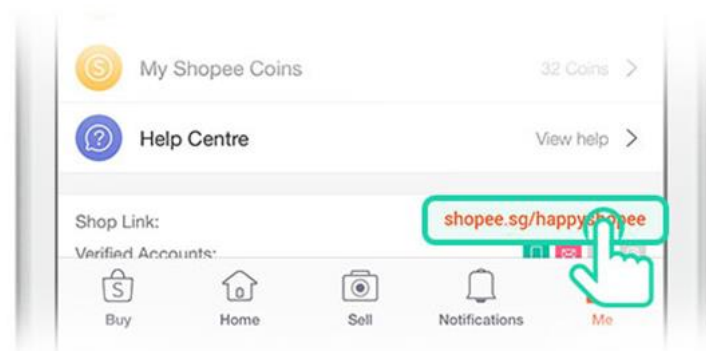 My Shopee Coins 32 Coins >
Help Centre View help >
Shop Link: shopee.sg/happyshopee
Verified Accounts:
Buy Home Sell Notifications Me